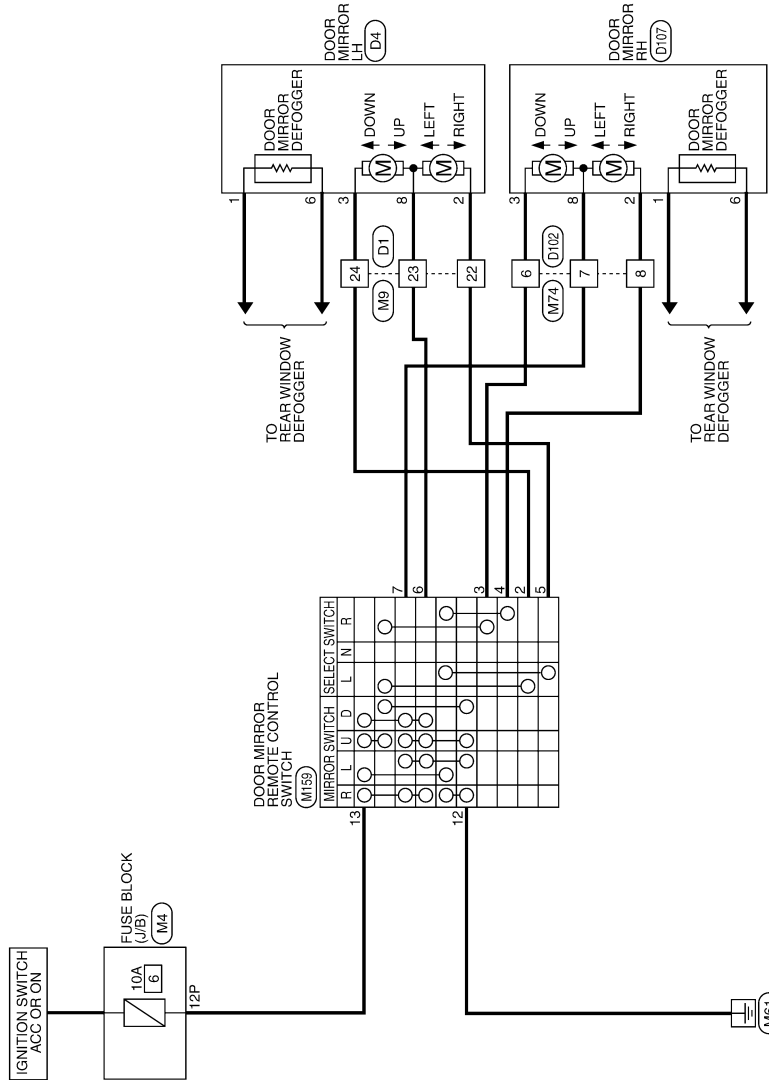 DOOR
MIRROR
LH
D4
DOOR
MIRROR
RH
D107
DOOR
MIRROR
DEFOGGER
DOWN
UP
LEFT
RIGHT
M
M
DOWN
UP
LEFT
RIGHT
M
M
DOOR
MIRROR
DEFOGGER
1
6
3
8
2
3
8
2
1
6
24
23
22
D1
M9
6
7
8
D102
M74
TO
REAR WINDOW
DEFOGGER
TO
REAR WINDOW
DEFOGGER
7
6
3
4
2
5
DOOR MIRROR
REMOTE CONTROL
SWITCH
M159
MIRROR SWITCH
SELECT SWITCH
R
L
U
D
L
N
R
13
12
FUSE BLOCK
(J/B)
M4
10A
6
12P
IGNITION SWITCH
ACC OR ON
M61